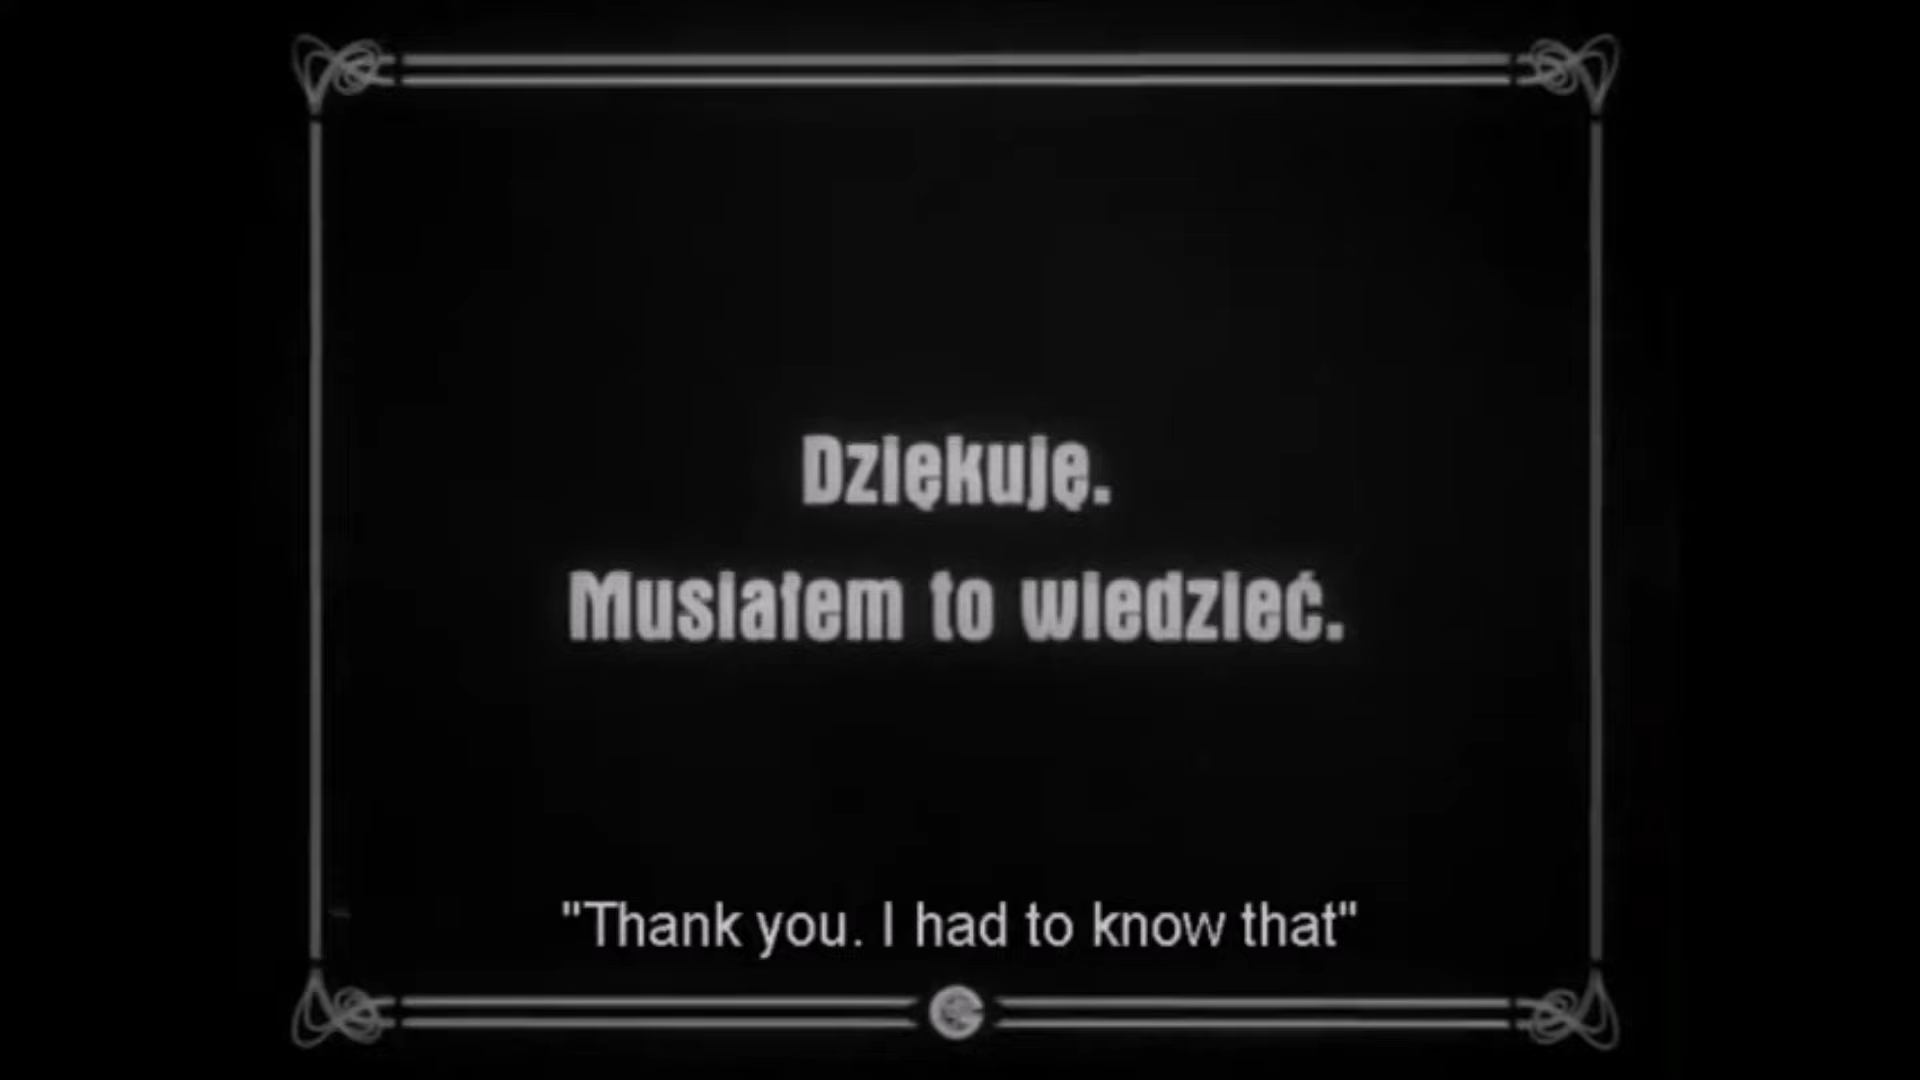 Dziękuję.
Musiałem to wiedzieć.
"Thank you. I had to know that"